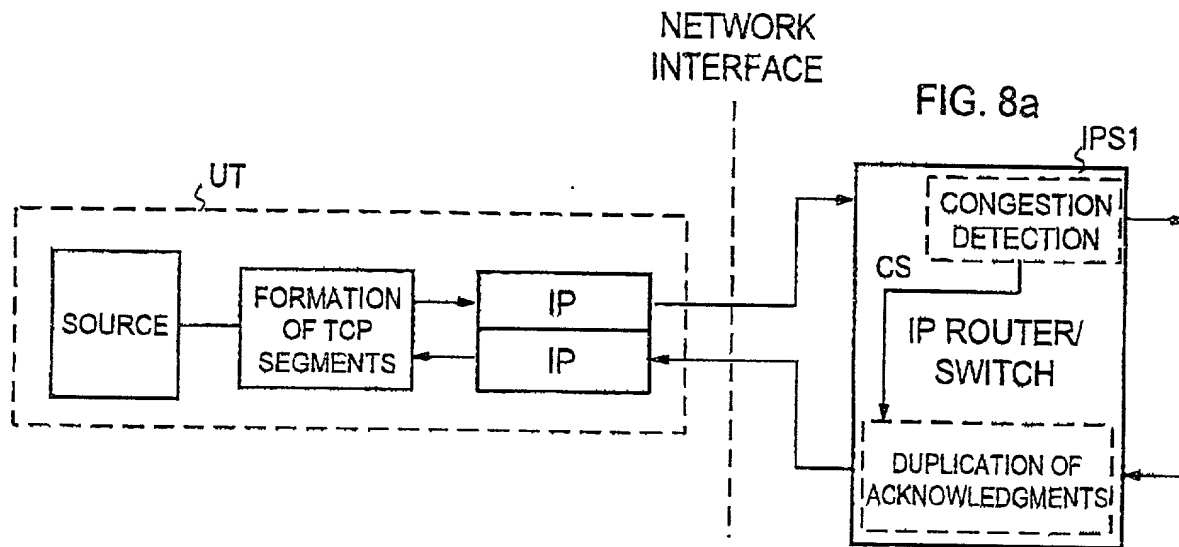 NETWORK
INTERFACE
FIG. 8a
IPS1
UT
CONGESTION
DETECTION
CS
SOURCE
FORMATION
OF TCP
SEGMENTS
IP
IP
IP ROUTER/
SWITCH
DUPLICATION OF
ACKNOWLEDGMENTS